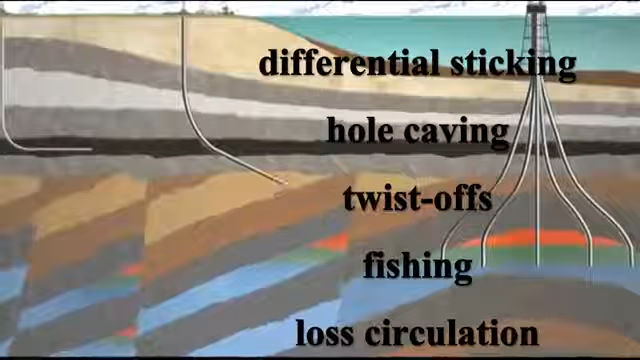 differential sticking
hole caving
twist-offs
fishing
loss circulation